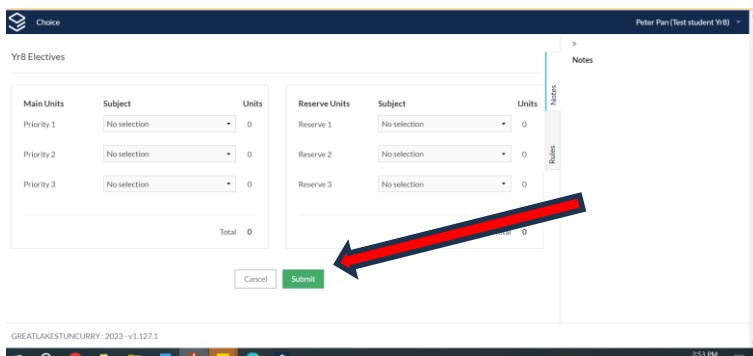 Choice
Peter Pan (Test student Yr8)
Yr8 Electives
»
Notes
Notes
Rules
Main Units Subject Units
Priority 1 No selection 0
Priority 2 No selection 0
Priority 3 No selection 0
Total 0
Reserve Units Subject Units
Reserve 1 No selection 0
Reserve 2 No selection 0
Reserve 3 No selection 0
Total 0
Cancel Submit
GREATLAKESTUNCURRY : 2023 - v1.127.1
2:53 PM